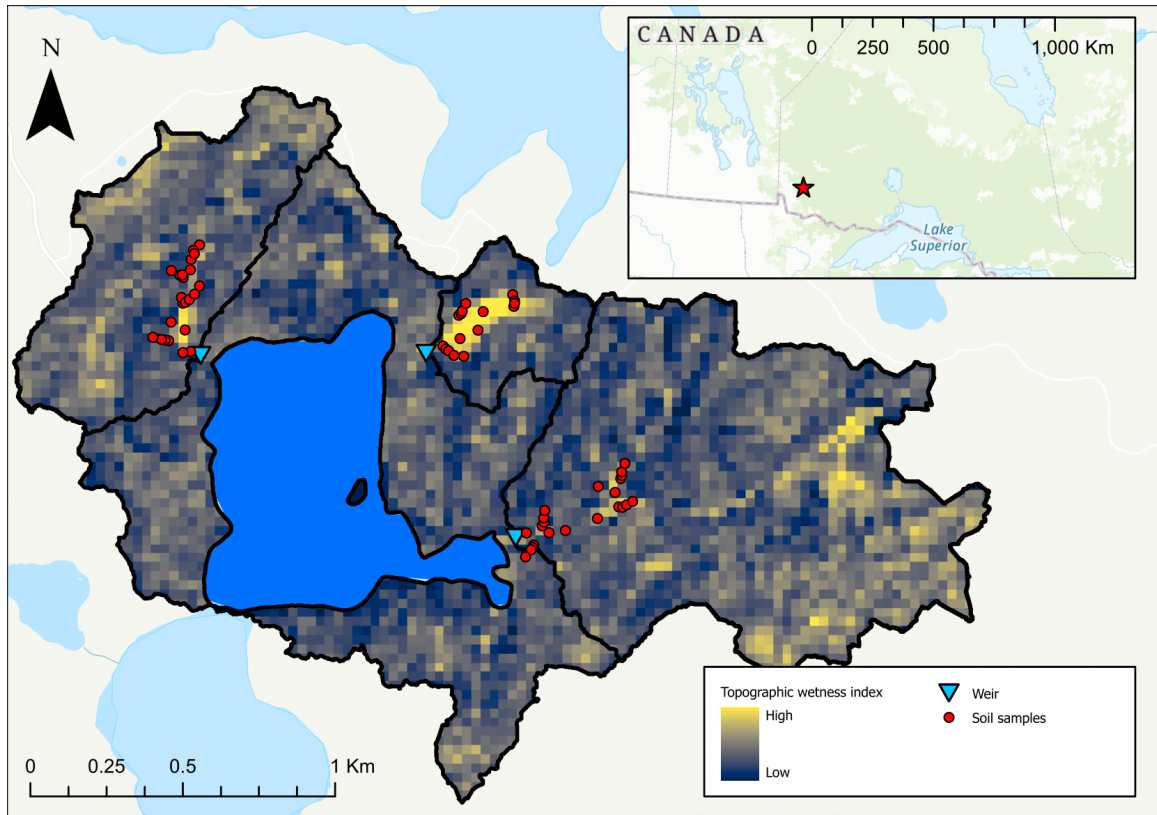 N
CANADA
0 250 500 1,000 Km
Lake
Superior
Topographic wetness index
High
Low
Weir
Soil samples
0 0.25 0.5 1 Km